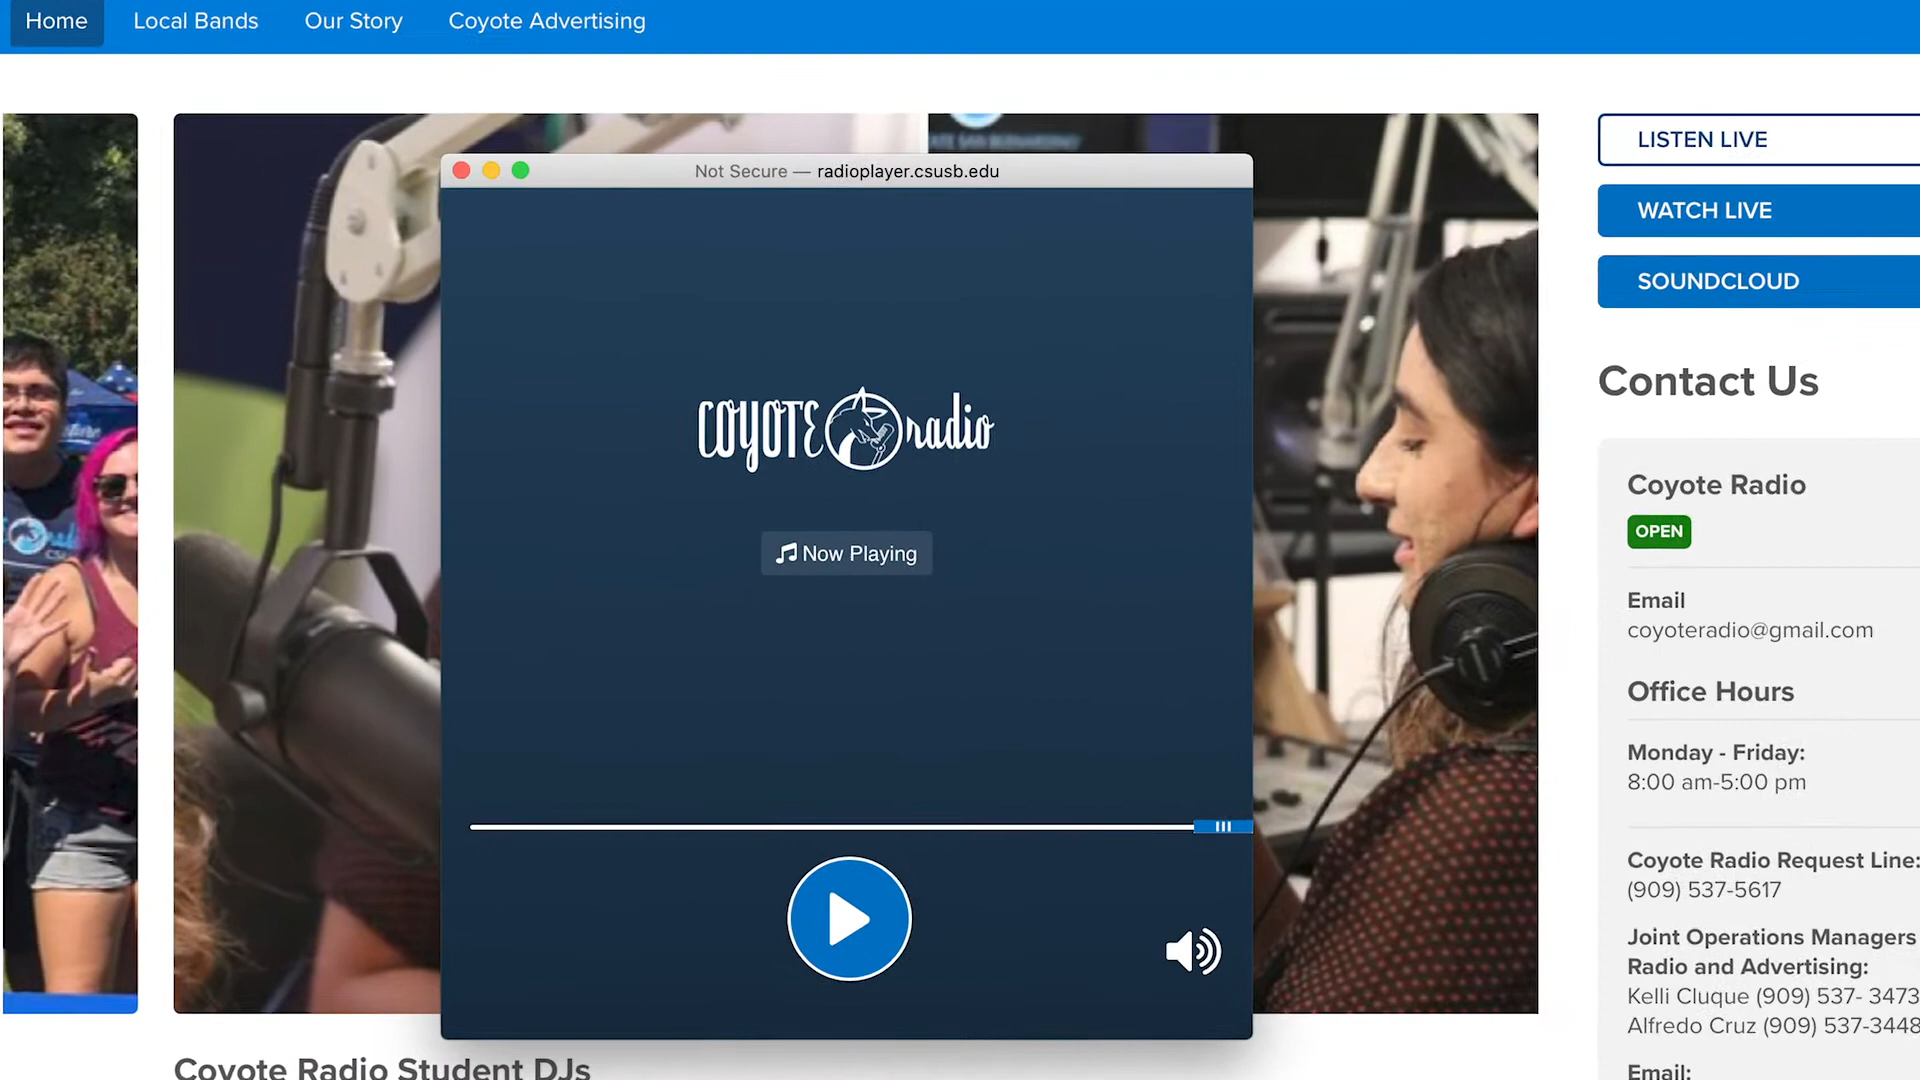 Home
Local Bands
Our Story
Coyote Advertising
Not Secure — radioplayer.csusb.edu
COYOTE radio
Now Playing
LISTEN LIVE
WATCH LIVE
SOUNDCLOUD
Contact Us
Coyote Radio
OPEN
Email
coyoteradio@gmail.com
Office Hours
Monday - Friday:
8:00 am-5:00 pm
Coyote Radio Request Line:
(909) 537-5617
Joint Operations Managers
Radio and Advertising:
Kelli Cluque (909) 537- 3473
Alfredo Cruz (909) 537-3448
Email:
Coyote Radio Student DJs